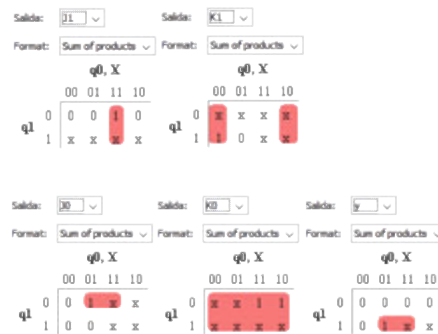 Salida: J1 Salida: K1
Format: Sum of products Format: Sum of products
q0, X q0, X
00 01 11 10 00 01 11 10
q1 0 0 0 1 0 q1 0 x x x x
1 x x x x 1 1 0 x x
Salida: J0 Salida: K0 Salida: y
Format: Sum of products Format: Sum of products Format: Sum of products
q0, X q0, X q0, X
00 01 11 10 00 01 11 10 00 01 11 10
q1 0 0 1 x x q1 0 x x 1 1 q1 0 0 0 0 0
1 0 0 x x 1 x x x x 1 0 1 x x